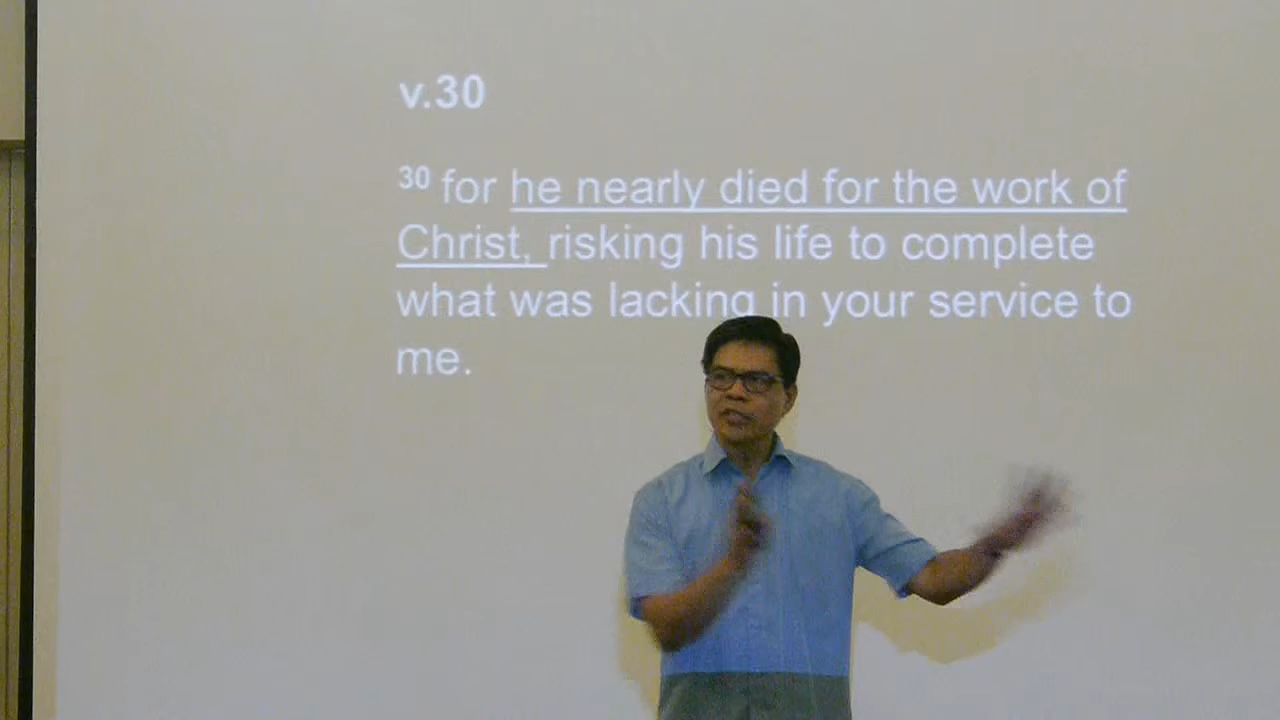 v.30
30 for he nearly died for the work of
Christ, risking his life to complete
what was lacking in your service to
me.